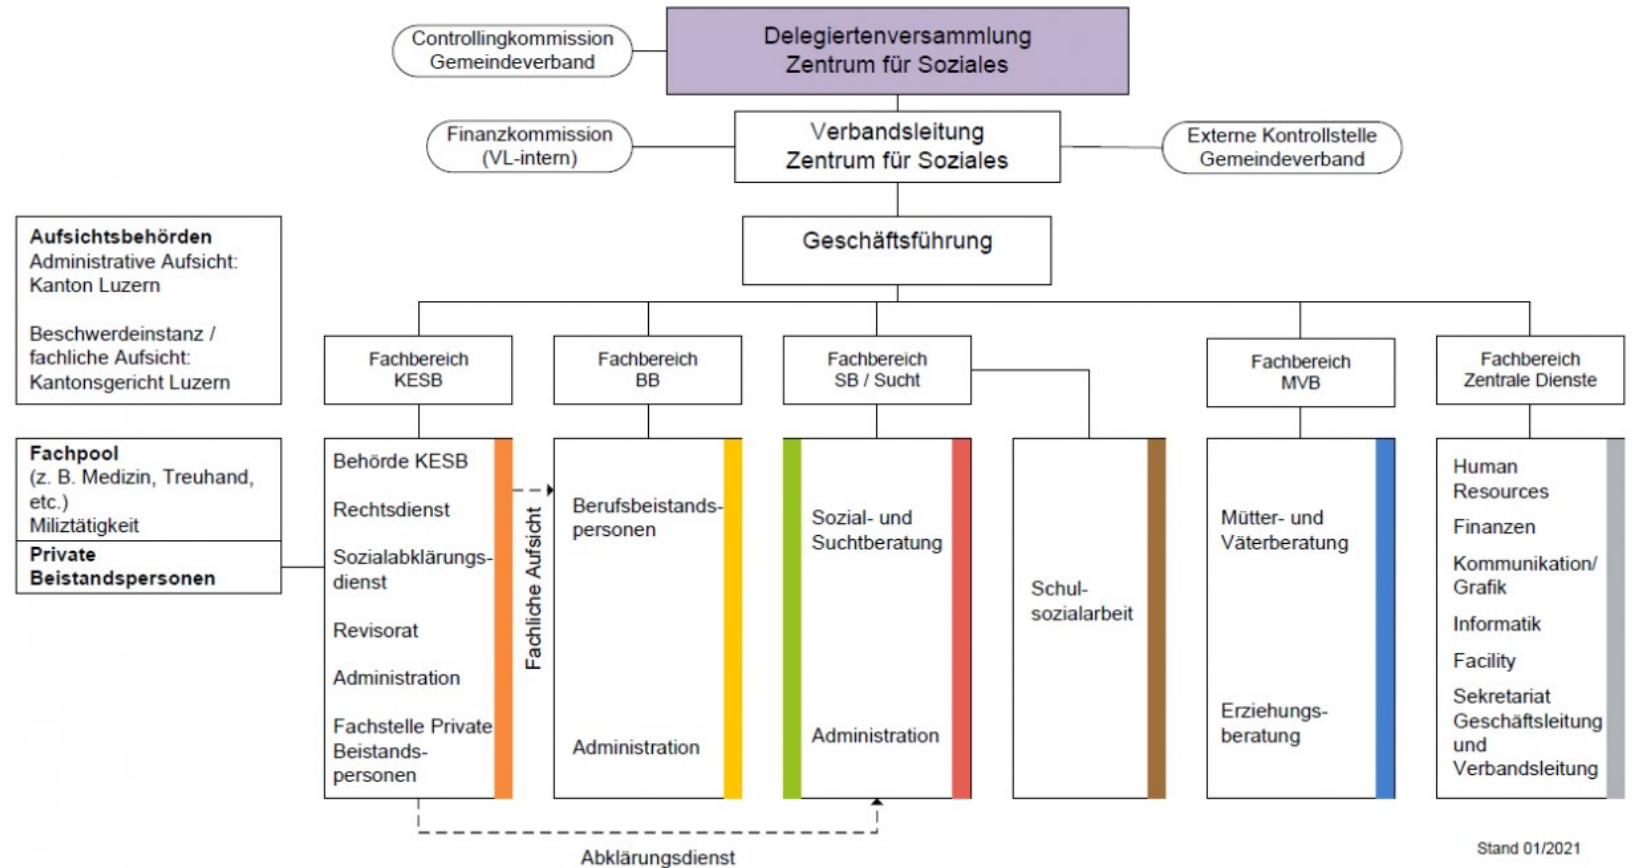 Controllingkommission
Gemeindeverband
Delegiertenversammlung
Zentrum für Soziales
Finanzkommission
(VL-intern)
Verbandsleitung
Zentrum für Soziales
Externe Kontrollstelle
Gemeindeverband
Geschäftsführung
Aufsichtsbehörden
Administrative Aufsicht:
Kanton Luzern
Beschwerdeinstanz /
fachliche Aufsicht:
Kantonsgericht Luzern
Fachbereich
KESB
Fachbereich
BB
Fachbereich
SB / Sucht
Fachbereich
MVB
Fachbereich
Zentrale Dienste
Fachpool
(z. B. Medizin, Treuhand,
etc.)
Miliztätigkeit
Private
Beistandspersonen
Behörde KESB
Rechtsdienst
Sozialabklärungs-
dienst
Revisorat
Administration
Fachstelle Private
Beistands-
personen
Fachliche Aufsicht
Berufsbeistands-
personen
Administration
Sozial- und
Suchtberatung
Administration
Schul-
sozialarbeit
Mütter- und
Väterberatung
Erziehungs-
beratung
Human
Resources
Finanzen
Kommunikation/
Grafik
Informatik
Facility
Sekretariat
Geschäftsleitung
und
Verbandsleitung
Abklärungsdienst
Stand 01/2021